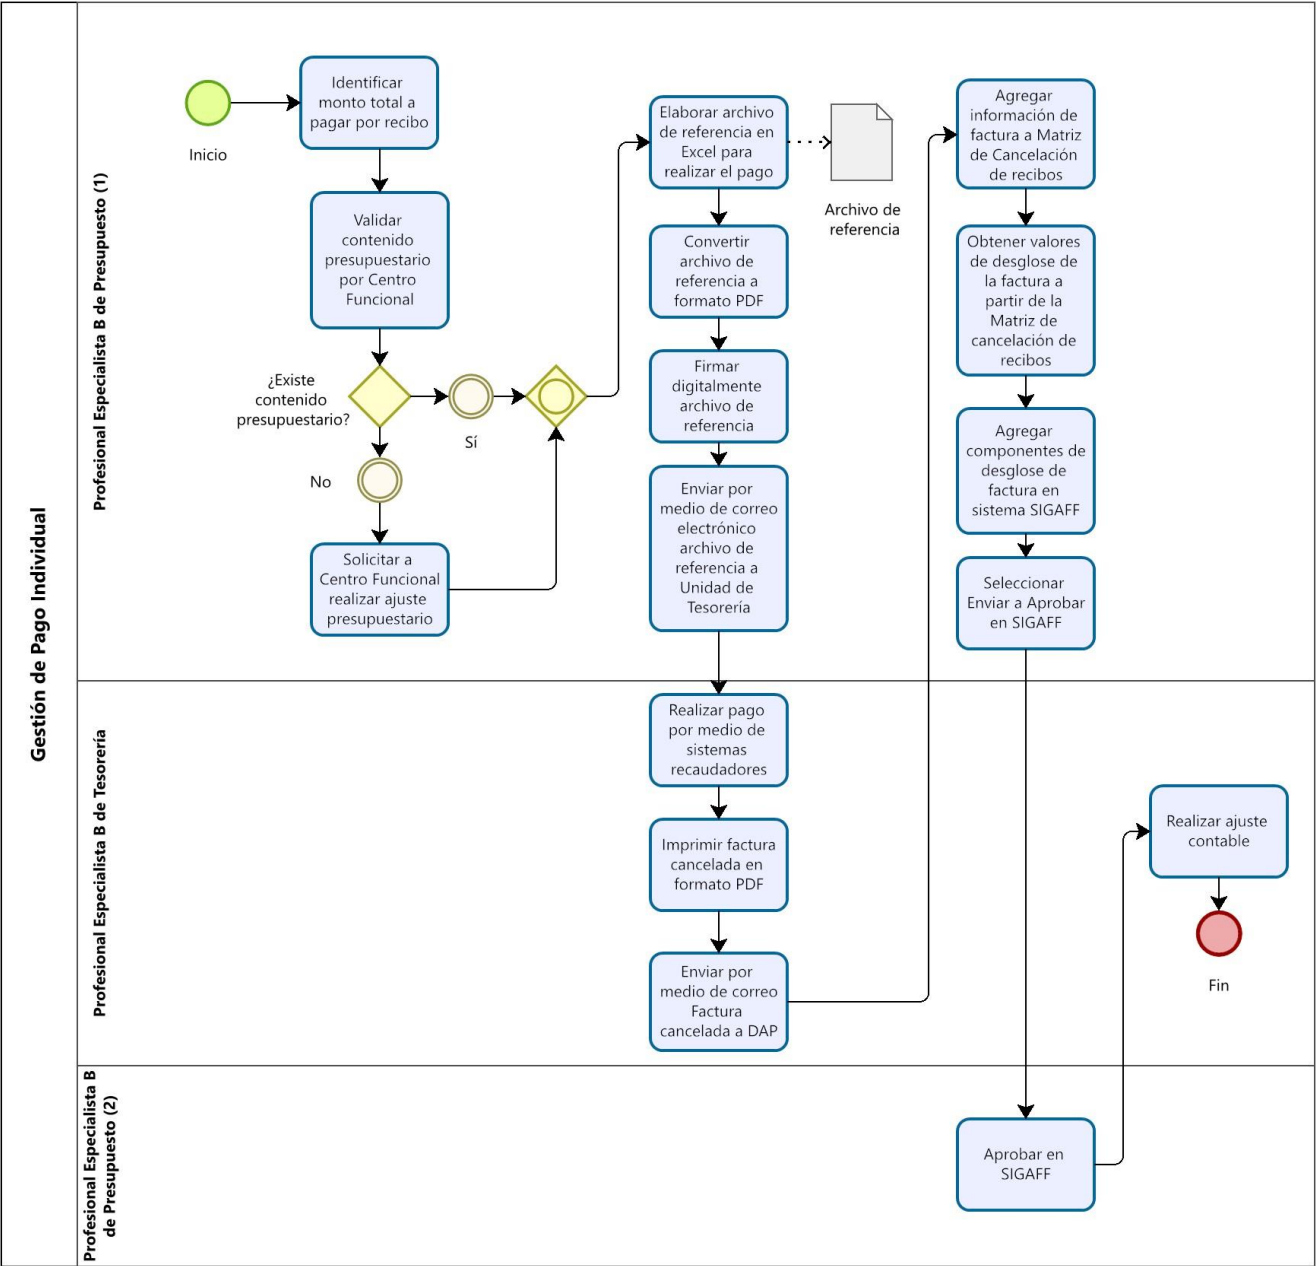 Gestión de Pago Individual
Profesional Especialista B de Presupuesto (1)
Inicio
Identificar
monto total a
pagar por recibo
Validar
contenido
presupuestario
por Centro
Funcional
¿Existe
contenido
presupuestario?
Sí
No
Solicitar a
Centro Funcional
realizar ajuste
presupuestario
Elaborar archivo
de referencia en
Excel para
realizar el pago
Archivo de
referencia
Convertir
archivo de
referencia a
formato PDF
Firmar
digitalmente
archivo de
referencia
Enviar por
medio de correo
electrónico
archivo de
referencia a
Unidad de
Tesorería
Agregar
información de
factura a Matriz
de Cancelación
de recibos
Obtener valores
de desglose de
la factura a
partir de la
Matriz de
cancelación de
recibos
Agregar
componentes de
desglose de
factura en
sistema SIGAFF
Seleccionar
Enviar a Aprobar
en SIGAFF
Profesional Especialista B de Tesorería
Realizar pago
por medio de
sistemas
recaudadores
Imprimir factura
cancelada en
formato PDF
Enviar por
medio de correo
Factura
cancelada a DAP
Realizar ajuste
contable
Fin
Profesional Especialista B
de Presupuesto (2)
Aprobar en
SIGAFF